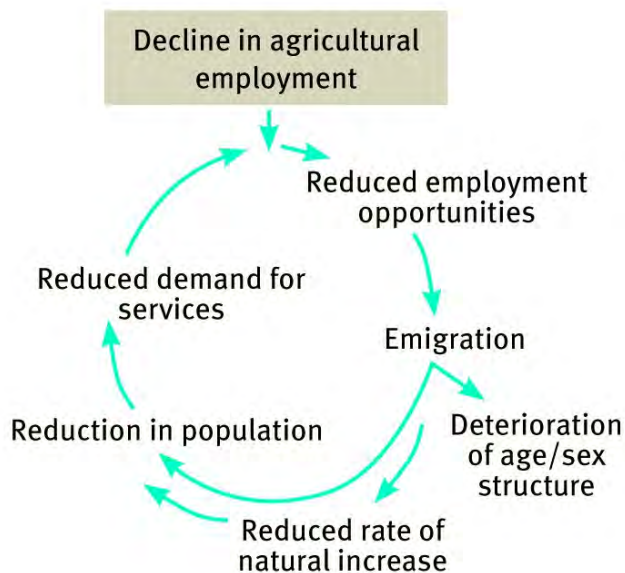 Decline in agricultural
employment
Reduced employment
opportunities
Emigration
Deterioration
of age/sex
structure
Reduced rate of
natural increase
Reduction in population
Reduced demand for
services